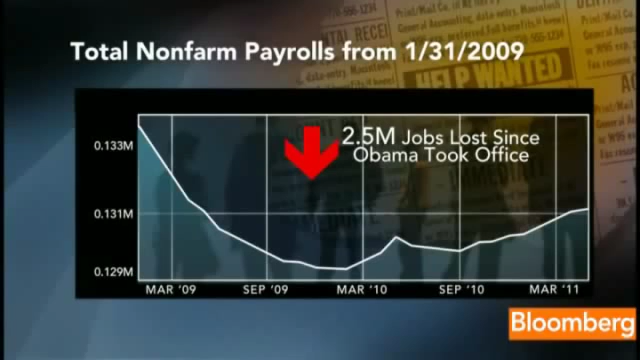 Total Nonfarm Payrolls from 1/31/2009
HELP WANTED
2.5M Jobs Lost Since
Obama Took Office
0.133M
0.131M
0.129M
MAR '09
SEP '09
MAR '10
SEP '10
MAR '11
Bloomberg